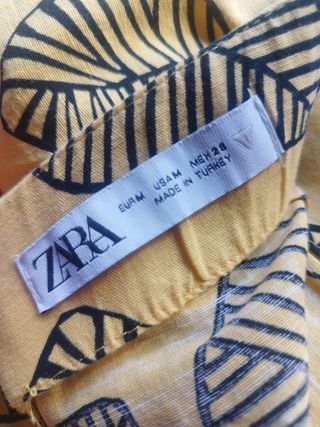 ZARA
EUR M USA M MEX 28
MADE IN TURKEY